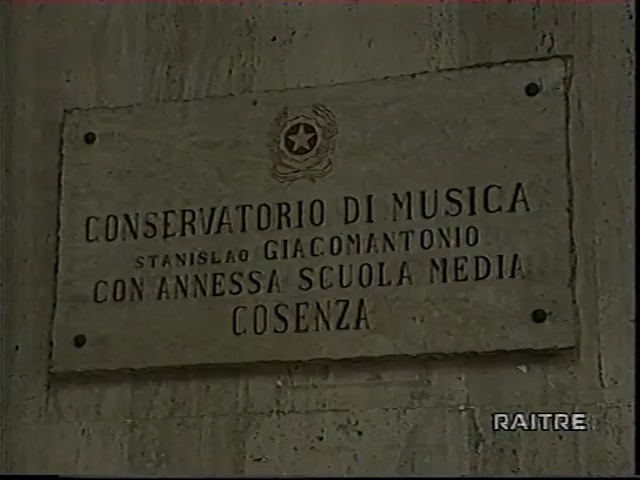 CONSERVATORIO DI MUSICA
STANISLAO GIACOMANTONIO
CON ANNESSA SCUOLA MEDIA
COSENZA
RAITRE